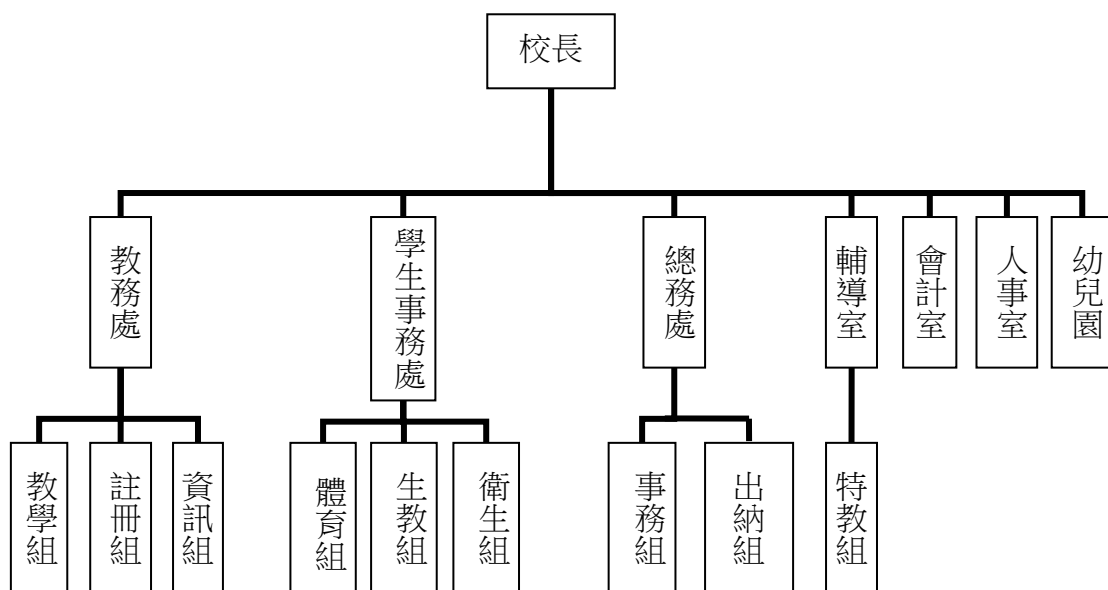 校長
教務處
學生事務處
總務處
輔導室
會計室
人事室
幼兒園
教學組
註冊組
資訊組
體育組
生教組
衛生組
事務組
出納組
特教組